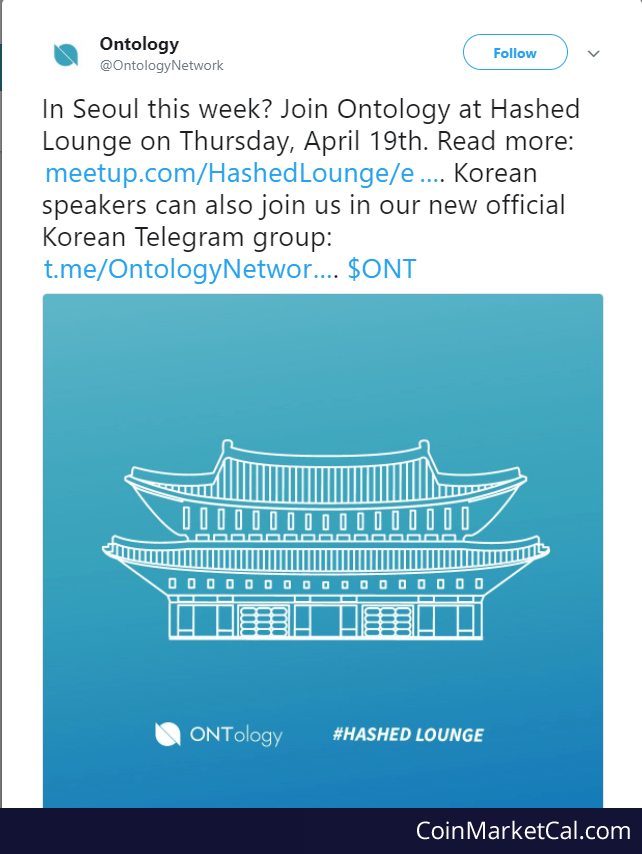 Ontology
@OntologyNetwork
Follow
In Seoul this week? Join Ontology at Hashed
Lounge on Thursday, April 19th. Read more:
meetup.com/HashedLounge/e .... Korean
speakers can also join us in our new official
Korean Telegram group:
t.me/OntologyNetwor.... $ONT
ONTology
#HASHED LOUNGE
CoinMarketCal.com